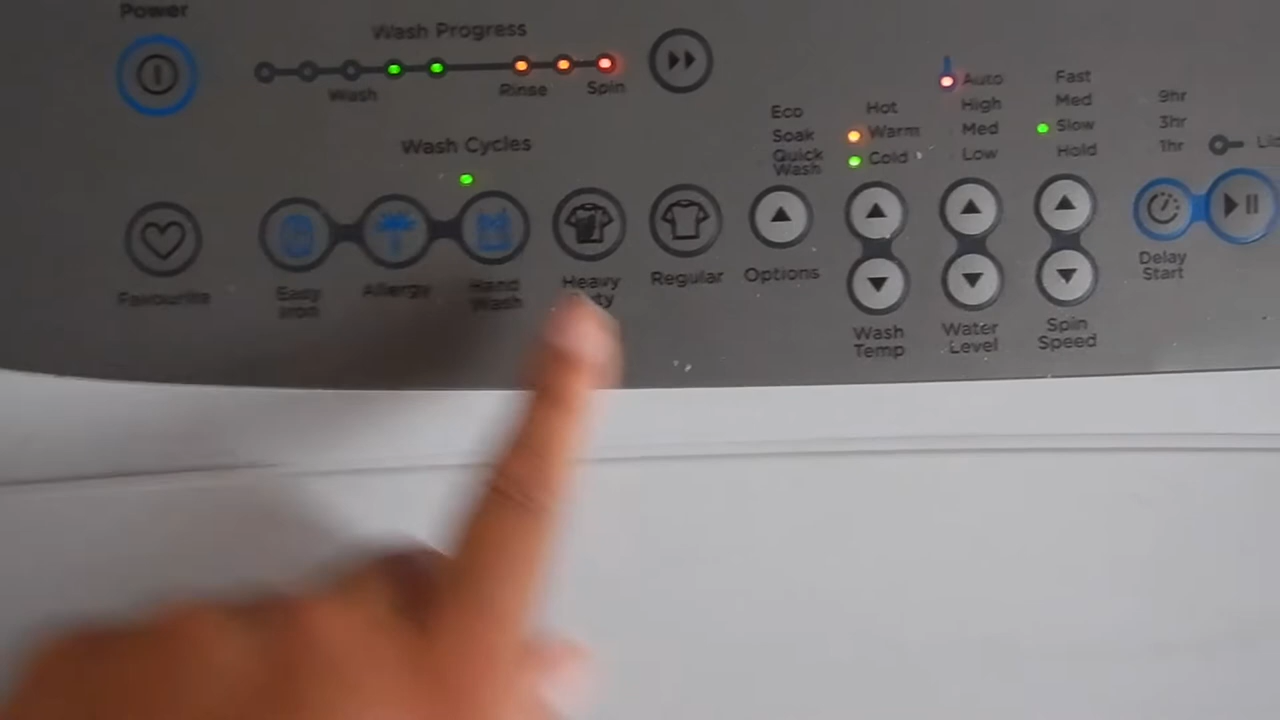 Power
Wash Progress
Wash
Rinse
Spin
Wash Cycles
Favourite
Easy
Iron
Allergy
Hand
Wash
Heavy
Regular
Eco
Soak
Quick
Wash
Options
Hot
Warm
Cold
Wash
Temp
Auto
High
Med
Low
Water
Level
Fast
Med
Slow
Hold
Spin
Speed
9hr
3hr
1hr
Delay
Start